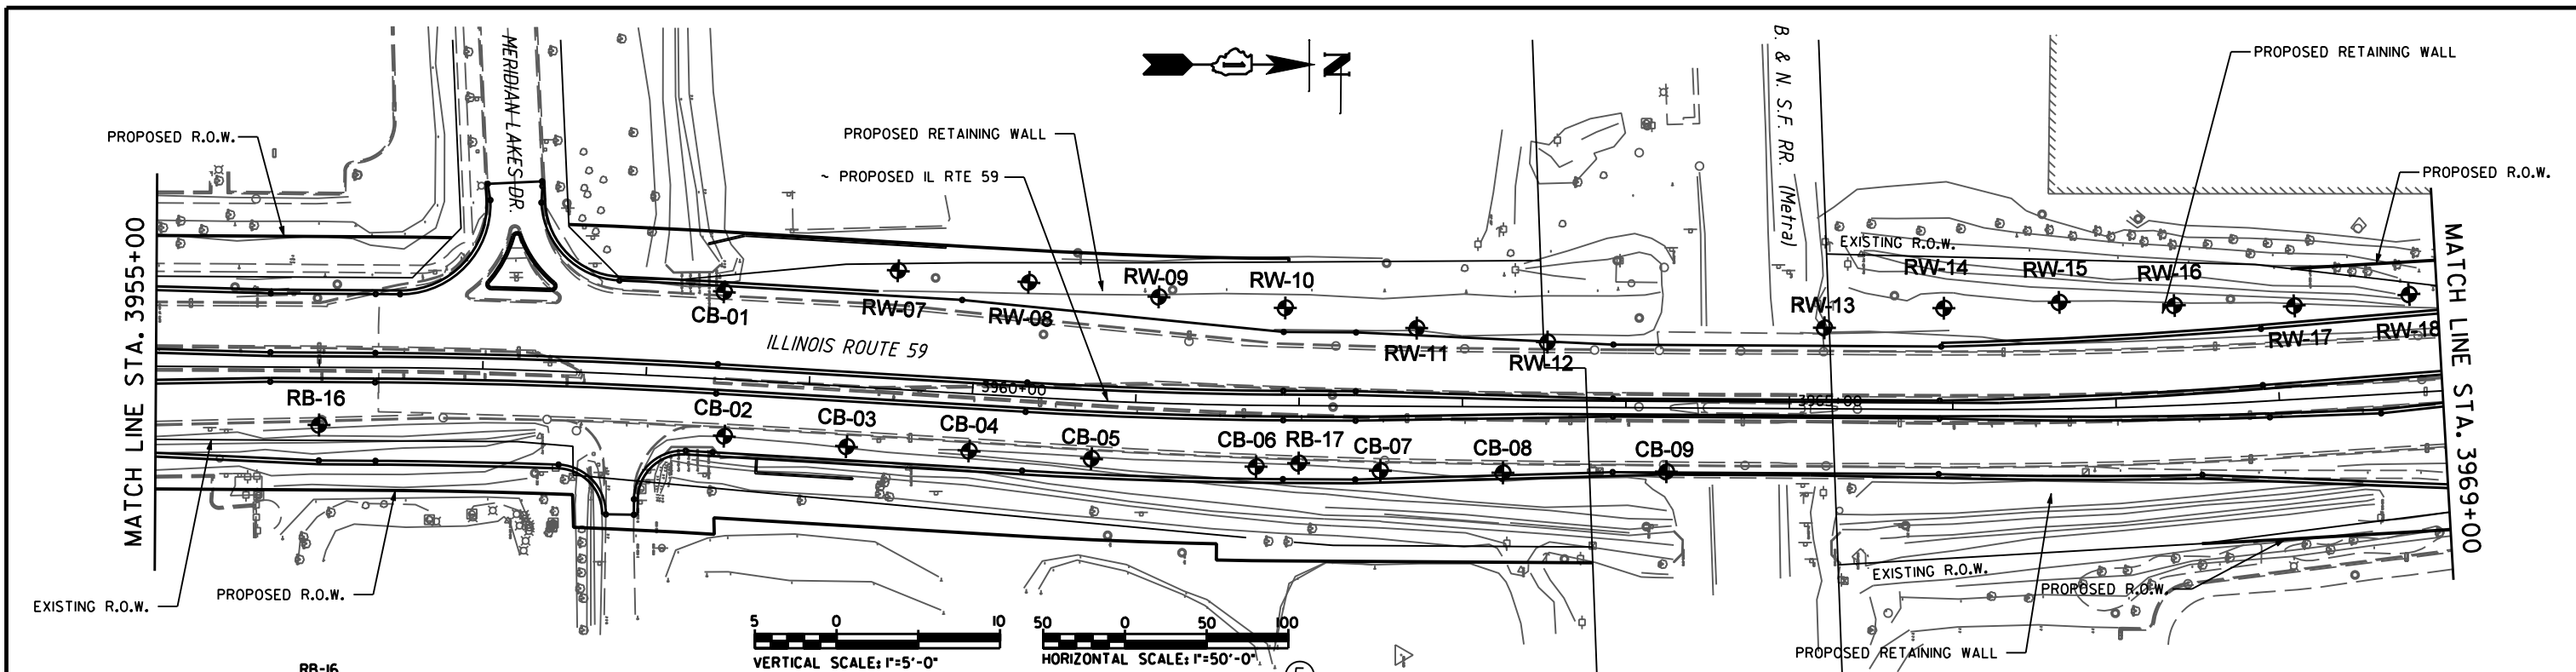 MERIDIAN LAKES DR.
N
B. & N. S.F. RR. (Metra)
PROPOSED RETAINING WALL
PROPOSED R.O.W.
PROPOSED RETAINING WALL
~ PROPOSED IL RTE 59
PROPOSED R.O.W.
EXISTING R.O.W.
RW-09
RW-10
RW-14
RW-15
RW-16
CB-01
RW-07
RW-08
RW-13
RW-11
RW-12
RW-17
RW-18
ILLINOIS ROUTE 59
MATCH LINE STA. 3955+00
MATCH LINE STA. 3969+00
3960+00
3965+00
RB-16
CB-02
CB-03
CB-04
CB-05
CB-06
RB-17
CB-07
CB-08
CB-09
EXISTING R.O.W.
PROPOSED R.O.W.
EXISTING R.O.W.
PROPOSED R.O.W.
PROPOSED RETAINING WALL
5 0 10
VERTICAL SCALE: 1"=5'-0"
50 0 50 100
HORIZONTAL SCALE: 1"=50'-0"
RB-16